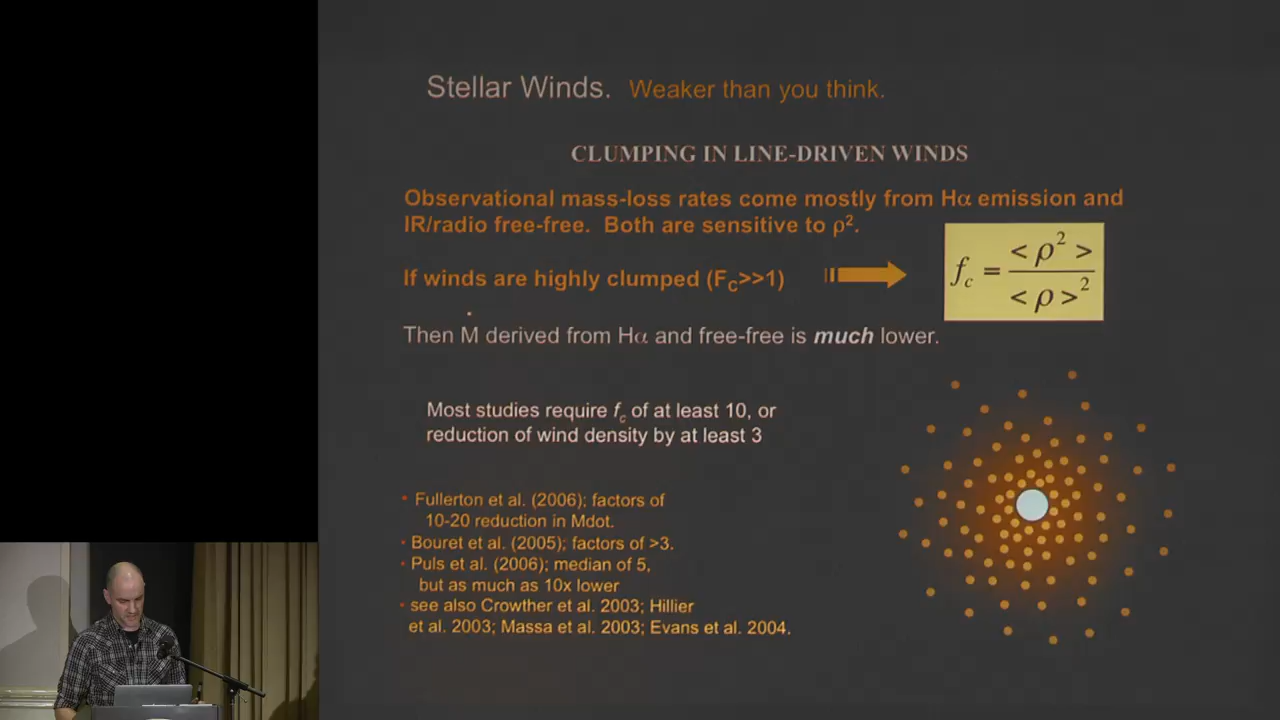 Stellar Winds. Weaker than you think.
CLUMPING IN LINE-DRIVEN WINDS
Observational mass-loss rates come mostly from Hα emission and
IR/radio free-free. Both are sensitive to ρ².
If winds are highly clumped (F_C>>1)
f_c = <ρ²> / <ρ>²
Then Ṁ derived from Hα and free-free is much lower.
Most studies require f_c of at least 10, or
reduction of wind density by at least 3
• Fullerton et al. (2006); factors of
10-20 reduction in Mdot.
• Bouret et al. (2005); factors of >3.
• Puls et al. (2006); median of 5,
but as much as 10x lower
• see also Crowther et al. 2003; Hillier
et al. 2003; Massa et al. 2003; Evans et al. 2004.